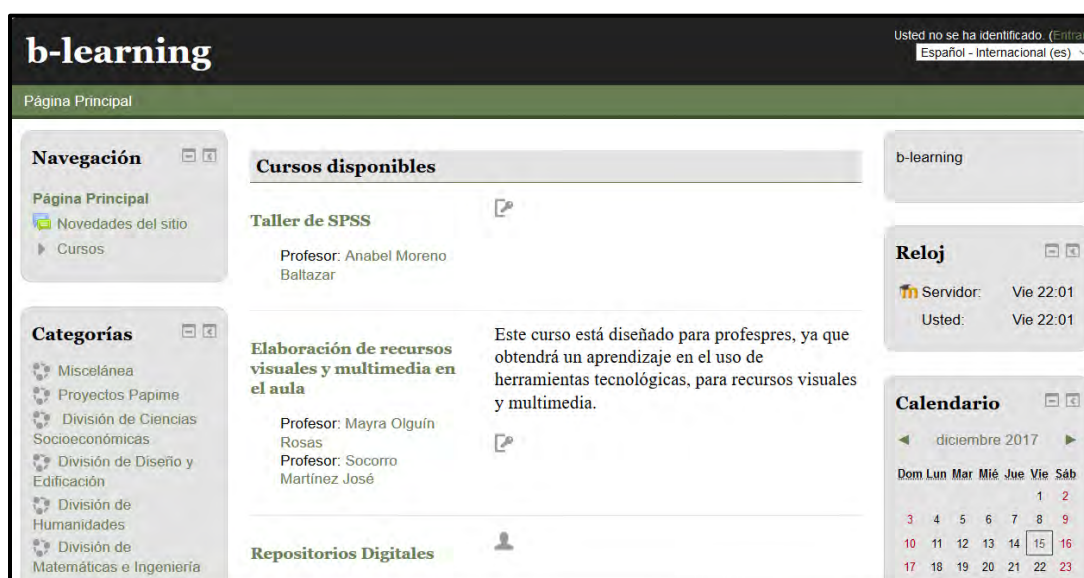 b-learning
Usted no se ha identificado. (Entrar
Español - Internacional (es)
Página Principal
Navegación
Página Principal
Novedades del sitio
Cursos
Categorías
Miscelánea
Proyectos Papime
División de Ciencias
Socioeconómicas
División de Diseño y
Edificación
División de
Humanidades
División de
Matemáticas e Ingeniería
Cursos disponibles
Taller de SPSS
Profesor: Anabel Moreno
Baltazar
Elaboración de recursos
visuales y multimedia en
el aula
Profesor: Mayra Olguín
Rosas
Profesor: Socorro
Martínez José
Este curso está diseñado para profespres, ya que
obtendrá un aprendizaje en el uso de
herramientas tecnológicas, para recursos visuales
y multimedia.
Repositorios Digitales
b-learning
Reloj
Servidor: Vie 22:01
Usted: Vie 22:01
Calendario
diciembre 2017
Dom Lun Mar Mié Jue Vie Sáb
1 2
3 4 5 6 7 8 9
10 11 12 13 14 15 16
17 18 19 20 21 22 23